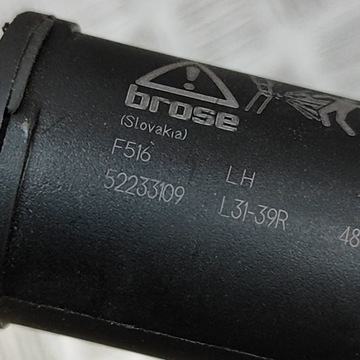 brose
(Slovakia)
F516 LH
52233109 L31-39R 48